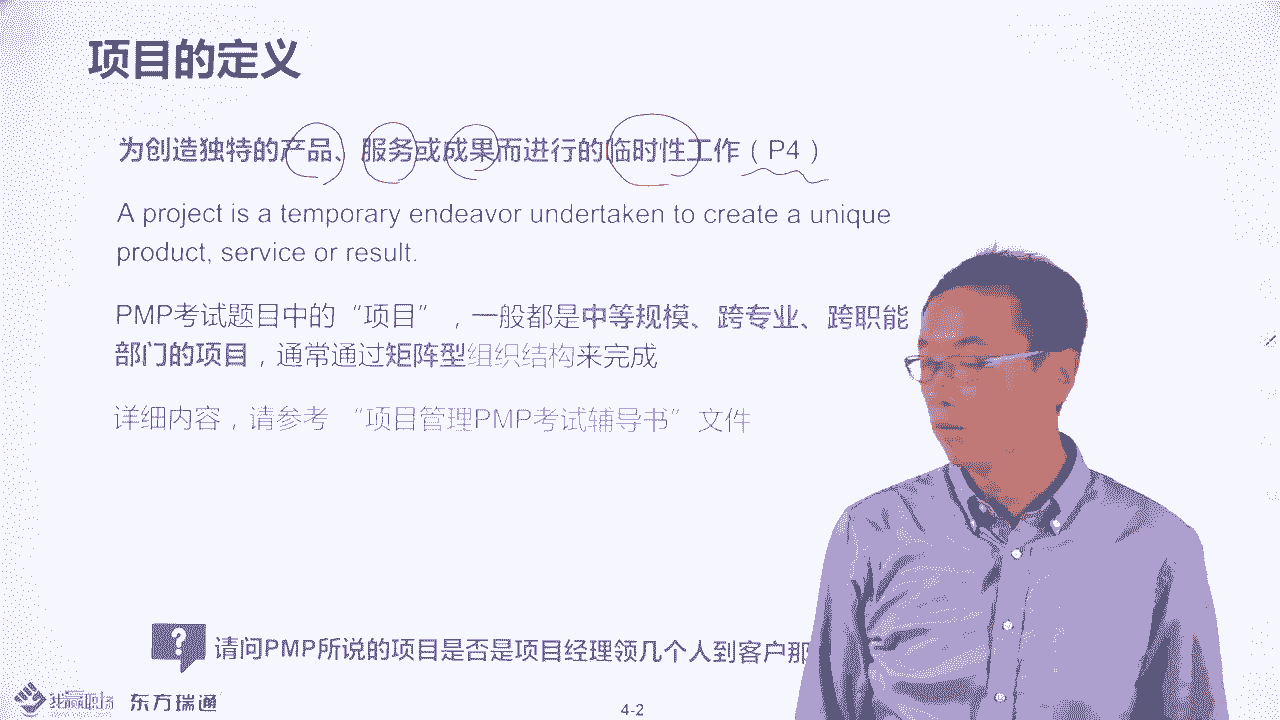 项目的定义
为创造独特的产品、服务或成果而进行的临时性工作（P4）
A project is a temporary endeavor undertaken to create a unique
product, service or result.
PMP考试题目中的“项目”，一般都是中等规模、跨专业、跨职能
部门的项目，通常通过矩阵型组织结构来完成
详细内容，请参考 “项目管理PMP考试辅导书” 文件
?
请问PMP所说的项目是否是项目经理领几个人到客户那
东方瑞通
4-2